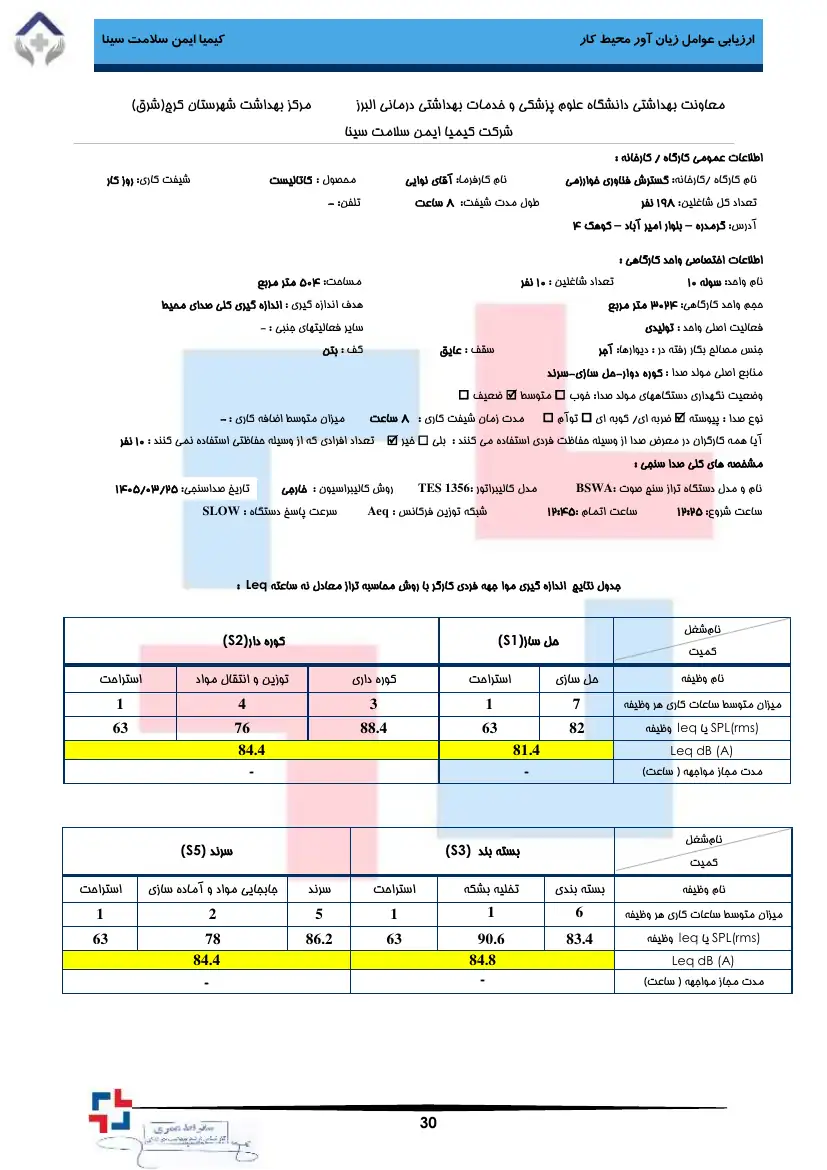 ارزیابی عوامل زیان آور محیط کار کیمیا ایمن سلامت سینا
معاونت بهداشتی دانشگاه علوم پزشکی و خدمات بهداشتی درمانی البرز مرکز بهداشت شهرستان کرج(شرق)
شرکت کیمیا ایمن سلامت سینا
اطلاعات عمومی کارگاه / کارخانه :
نام کارگاه /کارخانه: گسترش فناوری خوارزمی نام کارفرما: آقای نوایی محصول : کاتالیست شیفت کاری: روز کار
تعداد کل شاغلین: ۱۹۸ نفر طول مدت شیفت: ۸ ساعت تلفن: -
آدرس: گرمدره – بلوار امیر آباد – کوهک ۴
اطلاعات اختصاصی واحد کارگاهی :
نام واحد: سوله ۱۰ تعداد شاغلین : ۱۰ نفر مساحت: ۵۰۴ متر مربع
حجم واحد کارگاهی: ۳۰۲۴ متر مربع هدف اندازه گیری : اندازه گیری کلی صدای محیط
فعالیت اصلی واحد : تولیدی سایر فعالیتهای جنبی : -
جنس مصالح بکار رفته در : دیوارها: آجر سقف : عایق کف : بتن
منابع اصلی مولد صدا : کوره دوار-حل سازی-سرند
وضعیت نگهداری دستگاههای مولد صدا: خوب ☐ متوسط ☑ ضعیف ☐
نوع صدا : پیوسته ☑ ضربه ای/ کوبه ای ☐ توآم ☐ مدت زمان شیفت کاری : ۸ ساعت میزان متوسط اضافه کاری : -
آیا همه کارگران در معرض صدا از وسیله حفاظت فردی استفاده می کنند : بلی ☐ خیر ☑ تعداد افرادی که از وسیله حفاظتی استفاده نمی کنند : ۱۰ نفر
مشخصه های کلی صدا سنجی :
نام و مدل دستگاه تراز سنج صوت :BSWA مدل کالیبراتور :TES 1356 روش کالیبراسیون : خارجی تاریخ صداسنجی: ۱۴۰۵/۰۳/۲۵
ساعت شروع: ۱۲:۲۵ ساعت اتمام :۱۲:۴۵ شبکه توزین فرکانس : Aeq سرعت پاسخ دستگاه : SLOW
جدول نتایج اندازه گیری موا جهه فردی کارگر با روش محاسبه تراز معادل نه ساعته Leq :
نام‌شغل حل ساز(S1) کوره دار(S2)
کمیت
نام وظیفه حل سازی استراحت کوره داری توزین و انتقال مواد استراحت
میزان متوسط ساعات کاری هر وظیفه 7 1 3 4 1
SPL(rms) یا leq وظیفه 82 63 88.4 76 63
Leq dB (A) 81.4 84.4
مدت مجاز مواجهه ( ساعت) - -
نام‌شغل بسته بند (S3) سرند (S5)
کمیت
نام وظیفه بسته بندی تخلیه بشکه استراحت سرند جابجایی مواد و آماده سازی استراحت
میزان متوسط ساعات کاری هر وظیفه 6 1 1 5 2 1
SPL(rms) یا leq وظیفه 83.4 90.6 63 86.2 78 63
Leq dB (A) 84.8 84.4
مدت مجاز مواجهه ( ساعت) - -
30